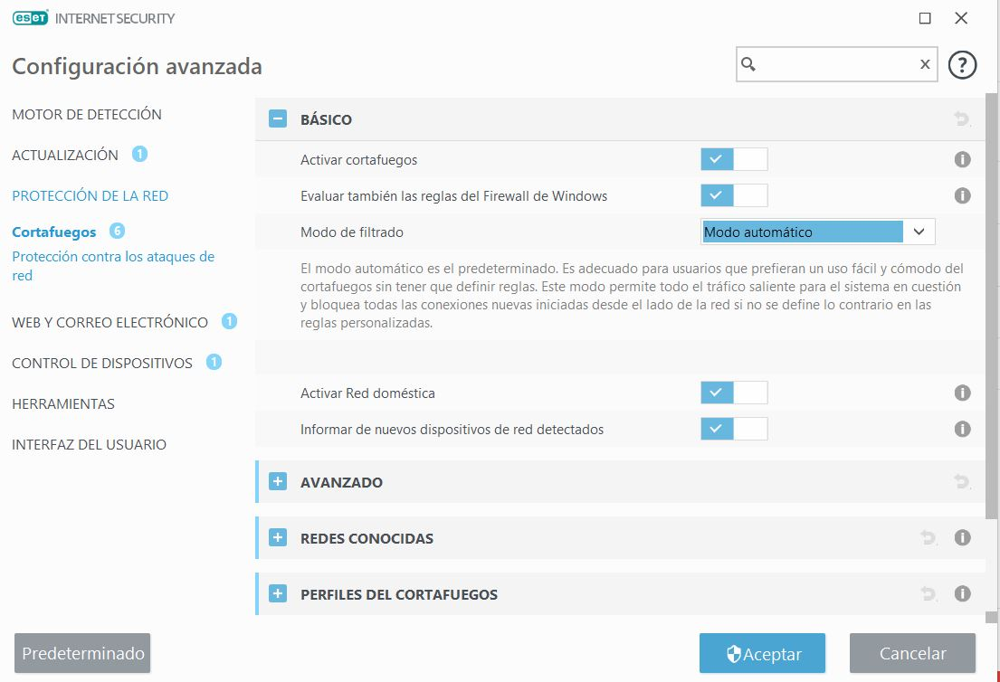 eset INTERNET SECURITY
Configuración avanzada
x
?
MOTOR DE DETECCIÓN
ACTUALIZACIÓN 1
PROTECCIÓN DE LA RED
Cortafuegos 6
Protección contra los ataques de
red
WEB Y CORREO ELECTRÓNICO 1
CONTROL DE DISPOSITIVOS 1
HERRAMIENTAS
INTERFAZ DEL USUARIO
BÁSICO
Activar cortafuegos
Evaluar también las reglas del Firewall de Windows
Modo de filtrado Modo automático
El modo automático es el predeterminado. Es adecuado para usuarios que prefieran un uso fácil y cómodo del
cortafuegos sin tener que definir reglas. Este modo permite todo el tráfico saliente para el sistema en cuestión
y bloquea todas las conexiones nuevas iniciadas desde el lado de la red si no se define lo contrario en las
reglas personalizadas.
Activar Red doméstica
Informar de nuevos dispositivos de red detectados
AVANZADO
REDES CONOCIDAS
PERFILES DEL CORTAFUEGOS
Predeterminado
Aceptar
Cancelar